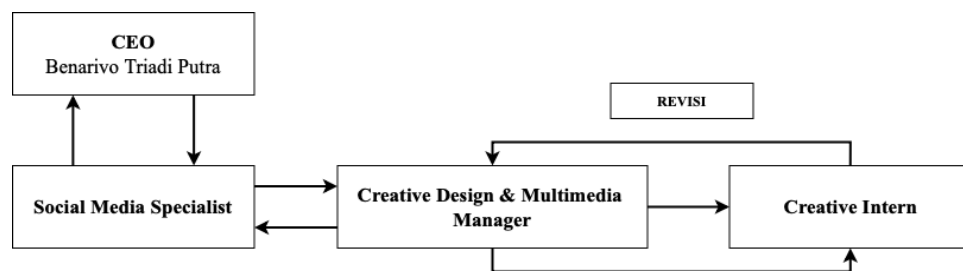 CEO
Benarivo Triadi Putra
REVISI
Social Media Specialist
Creative Design & Multimedia
Manager
Creative Intern